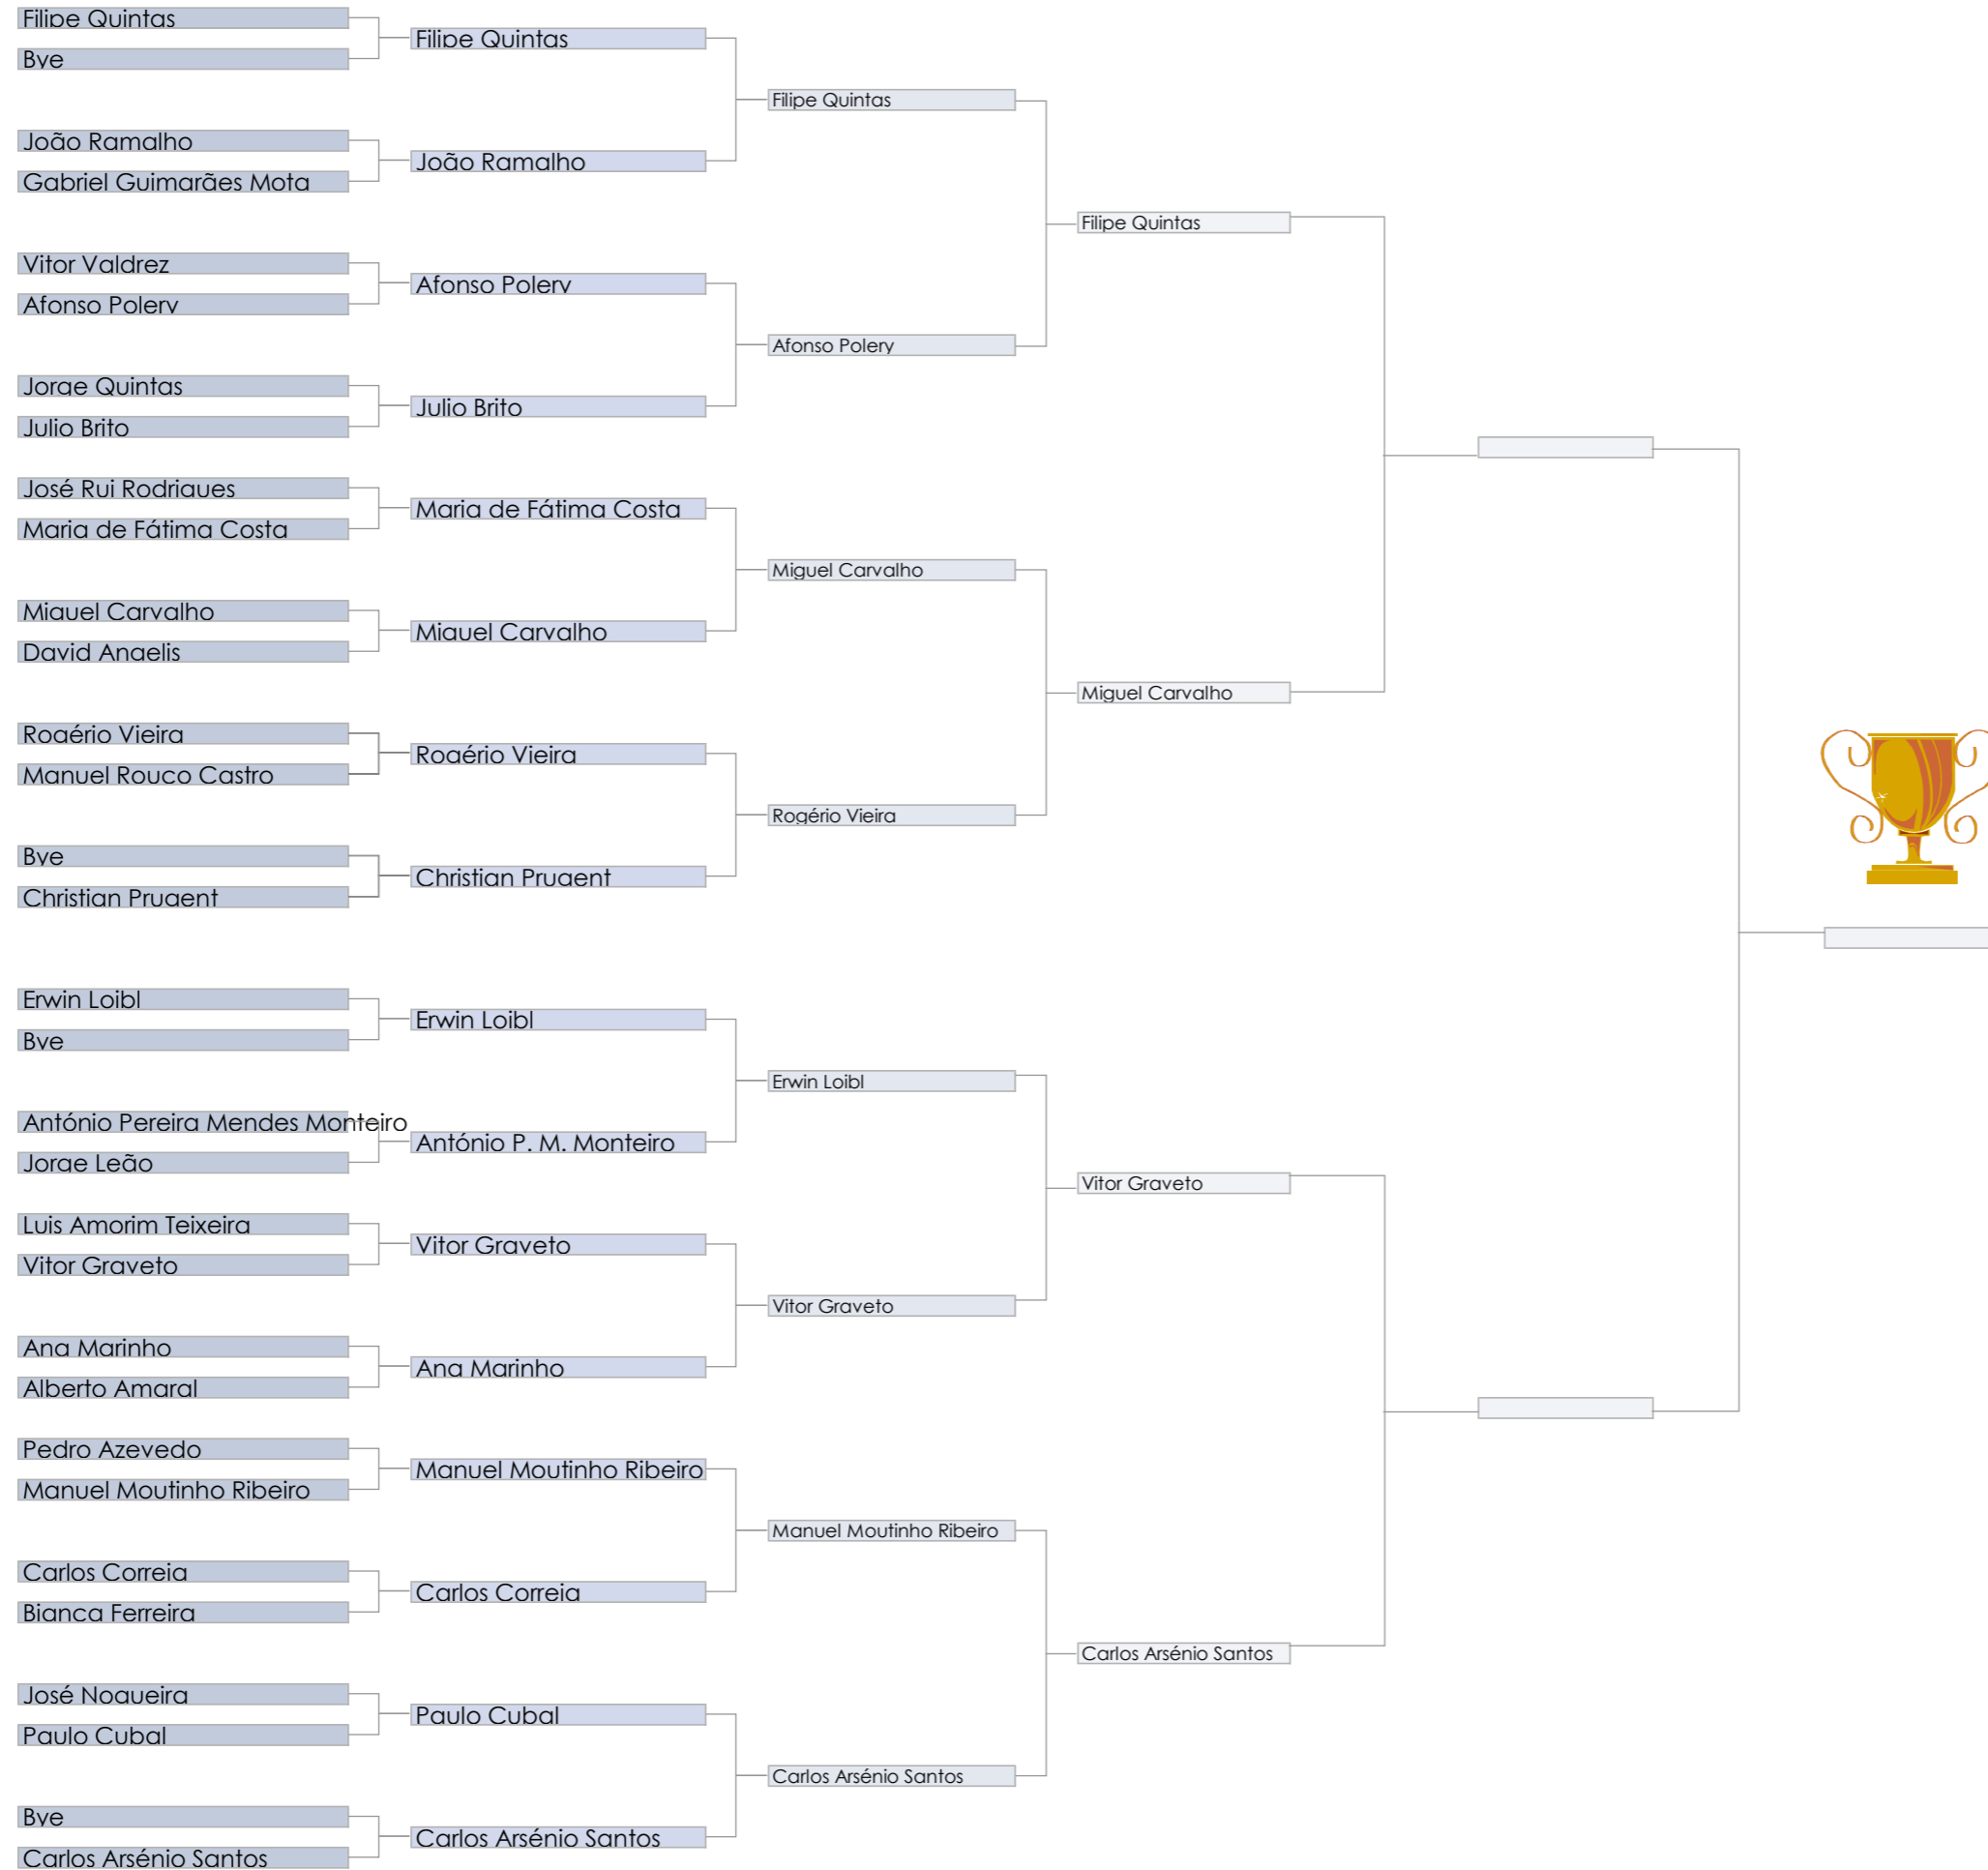 Filipe Quintas
Bye
João Ramalho
Gabriel Guimarães Mota
Vitor Valdrez
Afonso Polery
Jorge Quintas
Julio Brito
José Rui Rodrigues
Maria de Fátima Costa
Miguel Carvalho
David Angelis
Rogério Vieira
Manuel Rouco Castro
Bye
Christian Prugent
Erwin Loibl
Bye
António Pereira Mendes Monteiro
Jorge Leão
Luis Amorim Teixeira
Vitor Graveto
Ana Marinho
Alberto Amaral
Pedro Azevedo
Manuel Moutinho Ribeiro
Carlos Correia
Bianca Ferreira
José Nogueira
Paulo Cubal
Bye
Carlos Arsénio Santos
Filipe Quintas
João Ramalho
Afonso Polery
Julio Brito
Maria de Fátima Costa
Miguel Carvalho
Rogério Vieira
Christian Prugent
Erwin Loibl
António P. M. Monteiro
Vitor Graveto
Ana Marinho
Manuel Moutinho Ribeiro
Carlos Correia
Paulo Cubal
Carlos Arsénio Santos
Filipe Quintas
Afonso Polery
Miguel Carvalho
Rogério Vieira
Erwin Loibl
Vitor Graveto
Manuel Moutinho Ribeiro
Carlos Arsénio Santos
Filipe Quintas
Miguel Carvalho
Vitor Graveto
Carlos Arsénio Santos